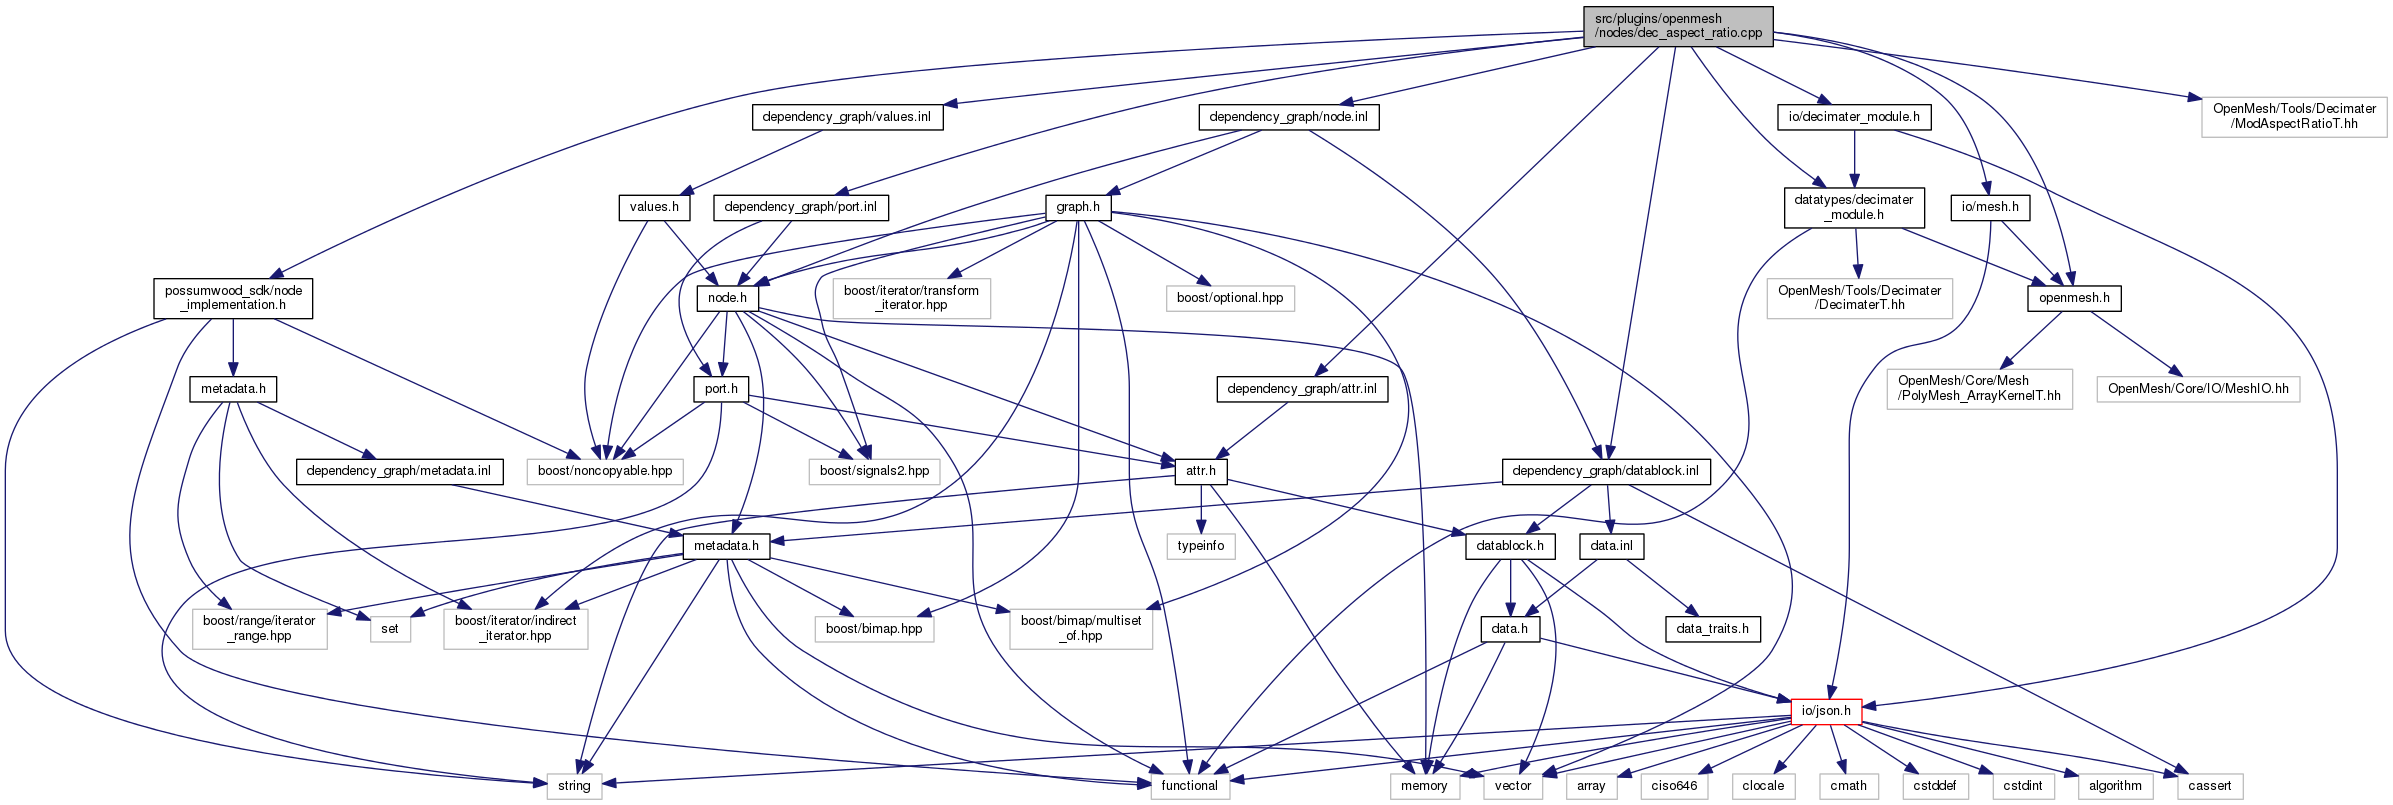 src/plugins/openmesh
/nodes/dec_aspect_ratio.cpp
dependency_graph/values.inl
dependency_graph/node.inl
io/decimater_module.h
OpenMesh/Tools/Decimater
/ModAspectRatioT.hh
values.h
dependency_graph/port.inl
graph.h
datatypes/decimater
_module.h
io/mesh.h
possumwood_sdk/node
_implementation.h
node.h
boost/iterator/transform
_iterator.hpp
boost/optional.hpp
OpenMesh/Tools/Decimater
/DecimaterT.hh
openmesh.h
metadata.h
port.h
dependency_graph/attr.inl
OpenMesh/Core/Mesh
/PolyMesh_ArrayKernelT.hh
OpenMesh/Core/IO/MeshIO.hh
dependency_graph/metadata.inl
boost/noncopyable.hpp
boost/signals2.hpp
attr.h
dependency_graph/datablock.inl
metadata.h
typeinfo
datablock.h
data.inl
boost/range/iterator
_range.hpp
set
boost/iterator/indirect
_iterator.hpp
boost/bimap.hpp
boost/bimap/multiset
_of.hpp
data.h
data_traits.h
io/json.h
string
functional
memory
vector
array
ciso646
clocale
cmath
cstddef
cstdint
algorithm
cassert